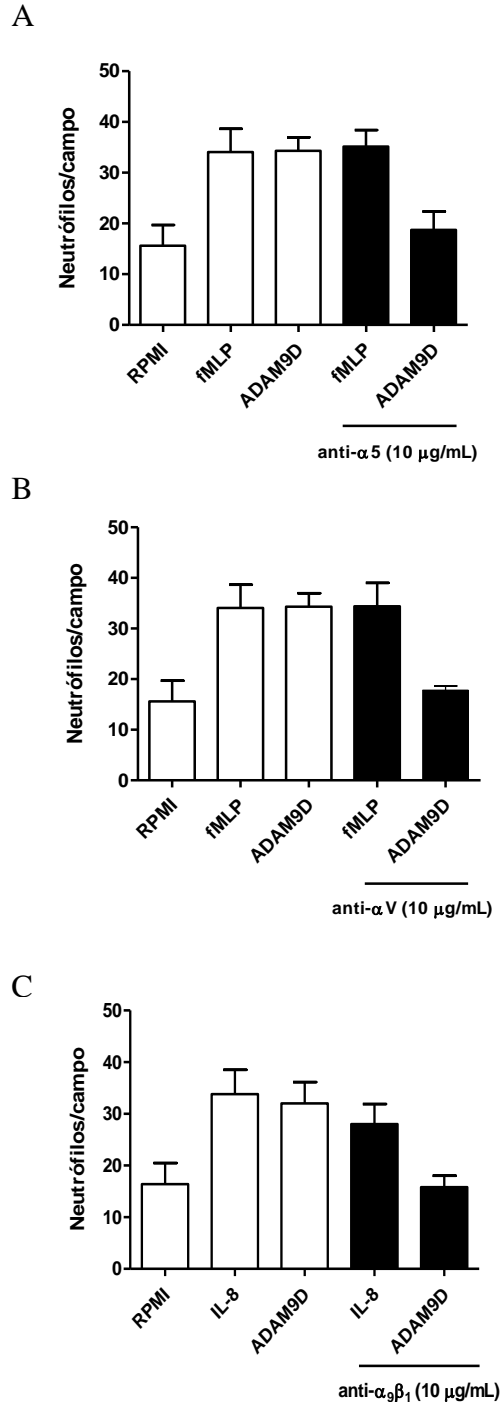 A
Neutrófilos/campo
50
40
30
20
10
0
RPMI
fMLP
ADAM9D
fMLP
ADAM9D
anti-α5 (10 μg/mL)
B
Neutrófilos/campo
50
40
30
20
10
0
RPMI
fMLP
ADAM9D
fMLP
ADAM9D
anti-αV (10 μg/mL)
C
Neutrófilos/campo
50
40
30
20
10
0
RPMI
IL-8
ADAM9D
IL-8
ADAM9D
anti-α₉β₁ (10 μg/mL)